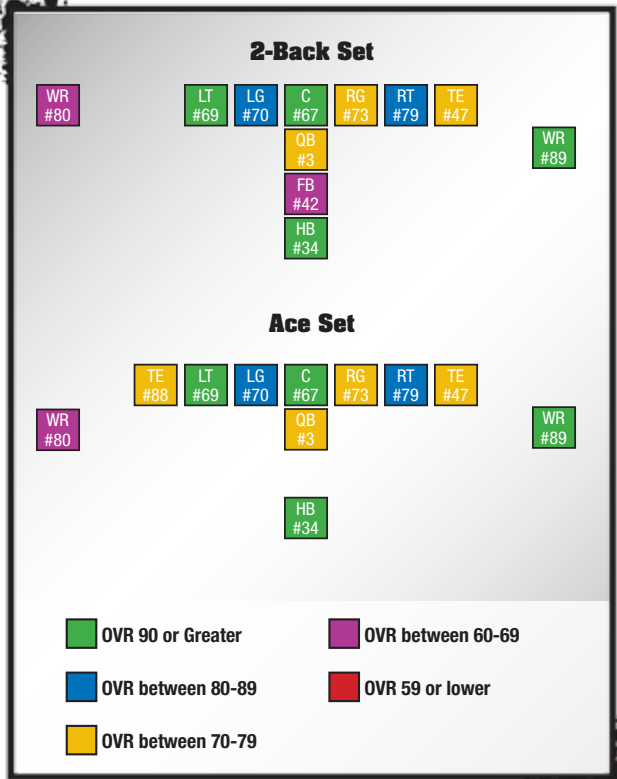 2-Back Set
WR LT LG C RG RT TE
#80 #69 #70 #67 #73 #79 #47
QB WR
#3 #89
FB
#42
HB
#34
Ace Set
TE LT LG C RG RT TE
#88 #69 #70 #67 #73 #79 #47
WR QB WR
#80 #3 #89
HB
#34
OVR 90 or Greater OVR between 60-69
OVR between 80-89 OVR 59 or lower
OVR between 70-79